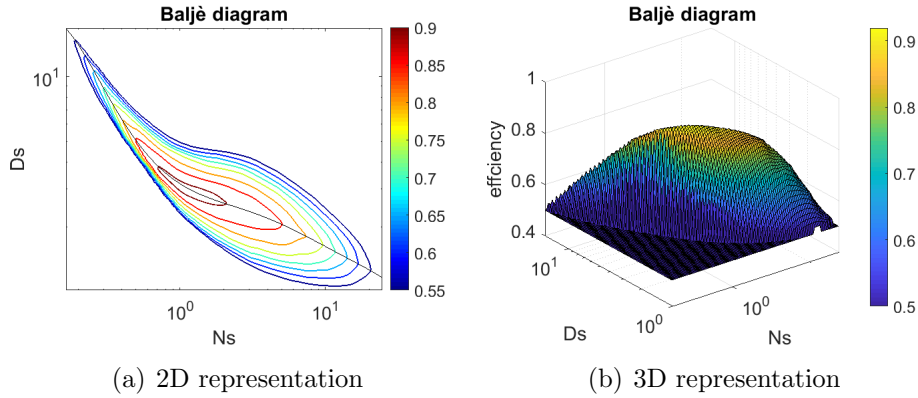 Baljè diagram
Ds
10^1
10^0
10^1
Ns
0.9
0.85
0.8
0.75
0.7
0.65
0.6
0.55
(a) 2D representation
Baljè diagram
effciency
1
0.8
0.6
0.4
10^1
10^0
Ds
10^0
Ns
0.9
0.8
0.7
0.6
0.5
(b) 3D representation